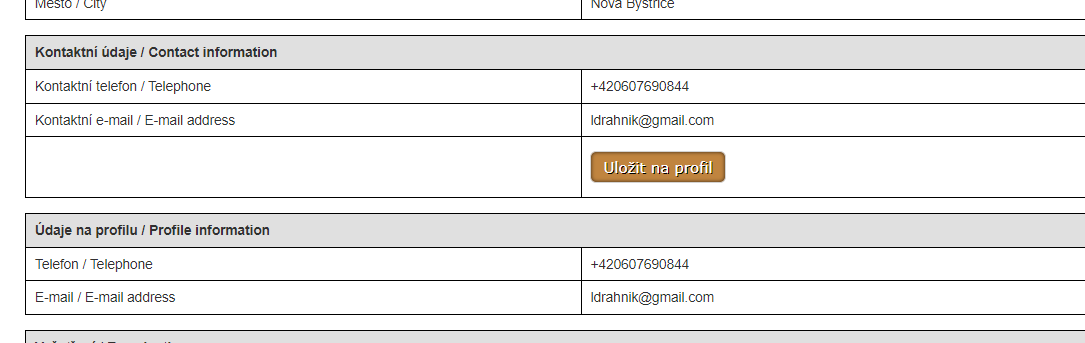 Město / City
Nová Bystřice
Kontaktní údaje / Contact information
Kontaktní telefon / Telephone
+420607690844
Kontaktní e-mail / E-mail address
ldrahnik@gmail.com
Uložit na profil
Údaje na profilu / Profile information
Telefon / Telephone
+420607690844
E-mail / E-mail address
ldrahnik@gmail.com